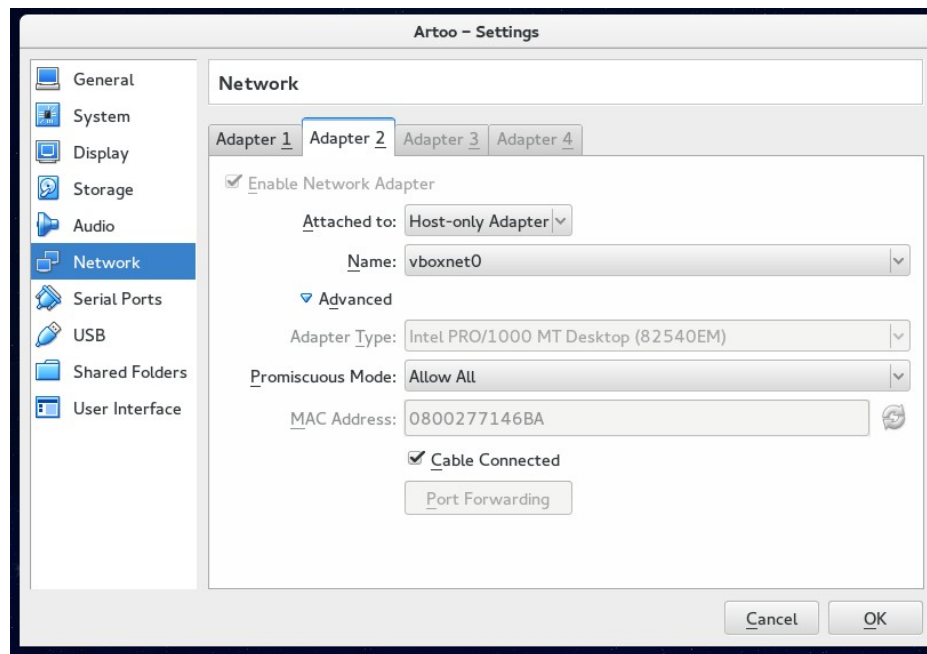 Artoo – Settings
General
System
Display
Storage
Audio
Network
Serial Ports
USB
Shared Folders
User Interface
Network
Adapter 1 Adapter 2 Adapter 3 Adapter 4
Enable Network Adapter
Attached to: Host-only Adapter
Name: vboxnet0
Advanced
Adapter Type: Intel PRO/1000 MT Desktop (82540EM)
Promiscuous Mode: Allow All
MAC Address: 0800277146BA
Cable Connected
Port Forwarding
Cancel OK